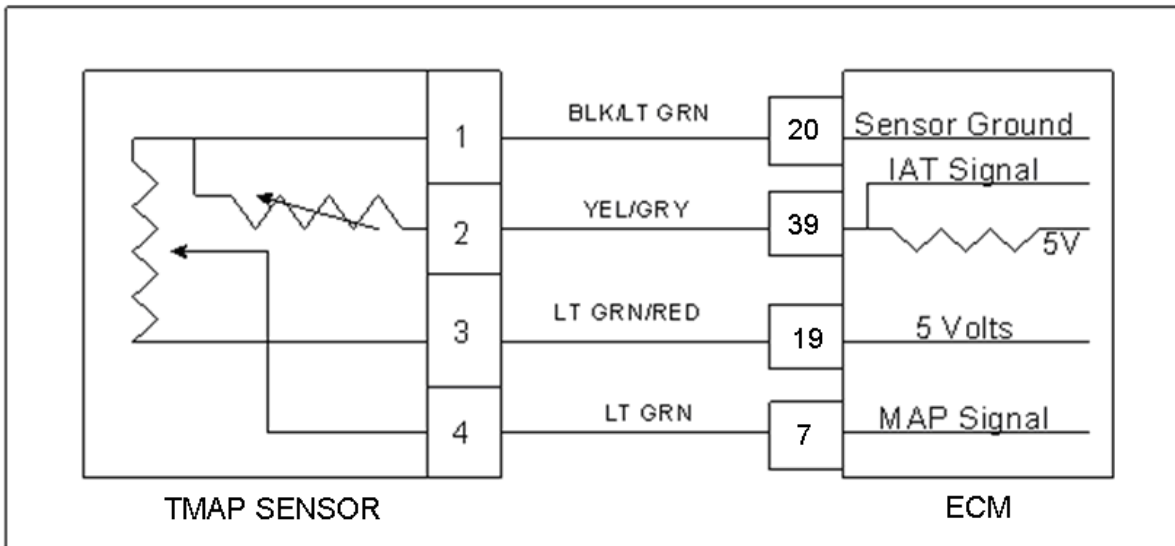 1 BLK/LT GRN 20 Sensor Ground
IAT Signal
2 YEL/GRY 39 5V
3 LT GRN/RED 19 5 Volts
4 LT GRN 7 MAP Signal
TMAP SENSOR ECM